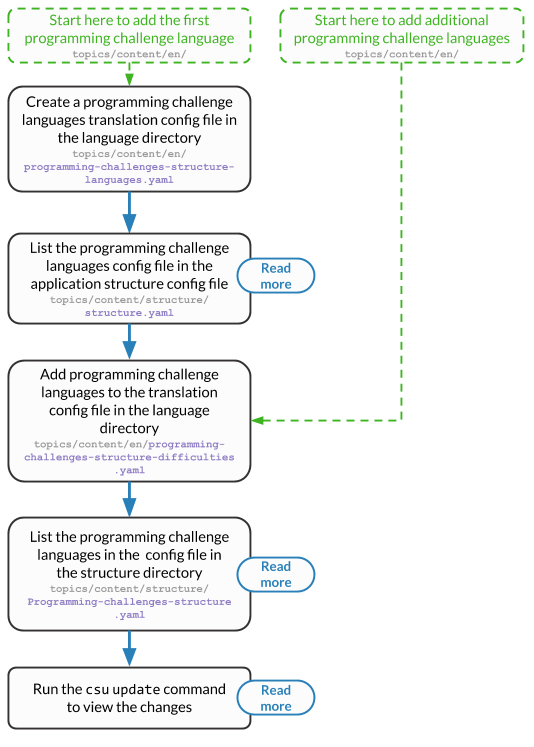 Start here to add the first
programming challenge language
topics/content/en/
Start here to add additional
programming challenge languages
topics/content/en/
Create a programming challenge
languages translation config file in
the language directory
topics/content/en/
programming-challenges-structure-
languages.yaml
List the programming challenge
languages config file in the
application structure config file
topics/content/structure/
structure.yaml
Read
more
Add programming challenge
languages to the translation
config file in the language
directory
topics/content/en/programming-
challenges-structure-difficulties
.yaml
List the programming challenge
languages in the config file in
the structure directory
topics/content/structure/
Programming-challenges-structure
.yaml
Read
more
Run the csu update command
to view the changes
Read
more